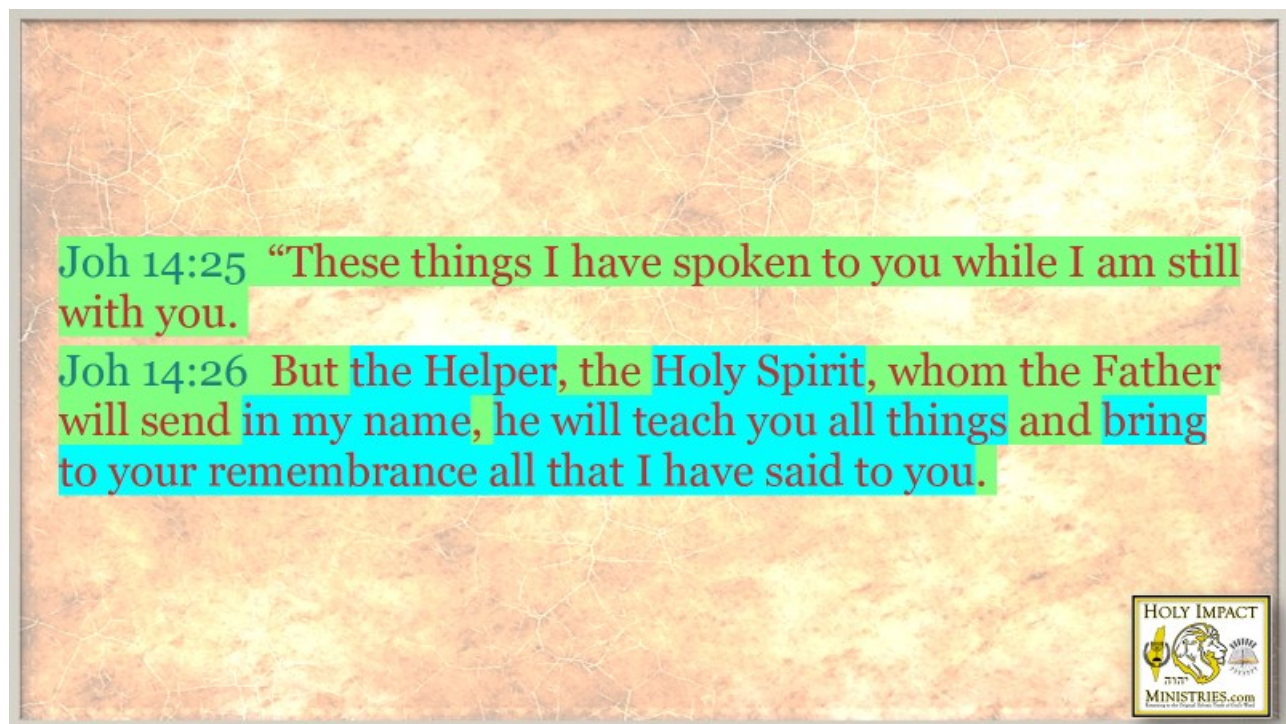 Joh 14:25  “These things I have spoken to you while I am still
with you.
Joh 14:26  But the Helper, the Holy Spirit, whom the Father
will send in my name, he will teach you all things and bring
to your remembrance all that I have said to you.
HOLY IMPACT
יהוה
MINISTRIES.com